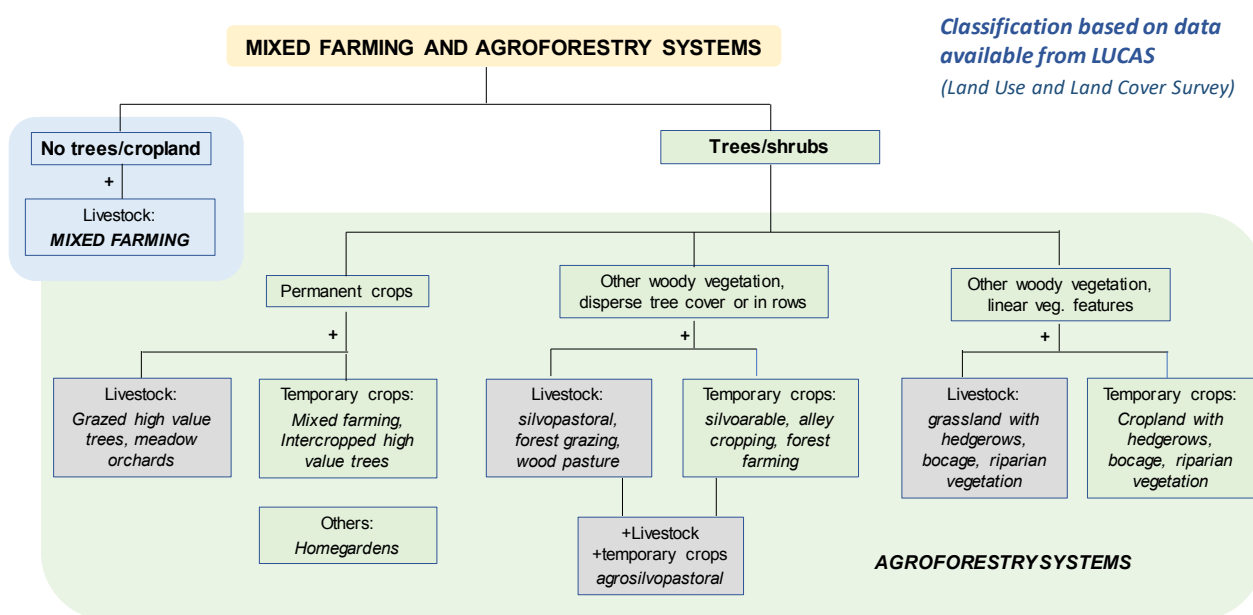 MIXED FARMING AND AGROFORESTRY SYSTEMS
Classification based on data
available from LUCAS
(Land Use and Land Cover Survey)
No trees/cropland
+
Livestock:
MIXED FARMING
Trees/shrubs
Permanent crops
+
Livestock:
Grazed high value
trees, meadow
orchards
Temporary crops:
Mixed farming,
Intercropped high
value trees
Others:
Homegardens
Other woody vegetation,
disperse tree cover or in rows
+
Livestock:
silvopastoral,
forest grazing,
wood pasture
Temporary crops:
silvoarable, alley
cropping, forest
farming
+Livestock
+temporary crops
agrosilvopastoral
Other woody vegetation,
linear veg. features
+
Livestock:
grassland with
hedgerows,
bocage, riparian
vegetation
Temporary crops:
Cropland with
hedgerows,
bocage, riparian
vegetation
AGROFORESTRY SYSTEMS